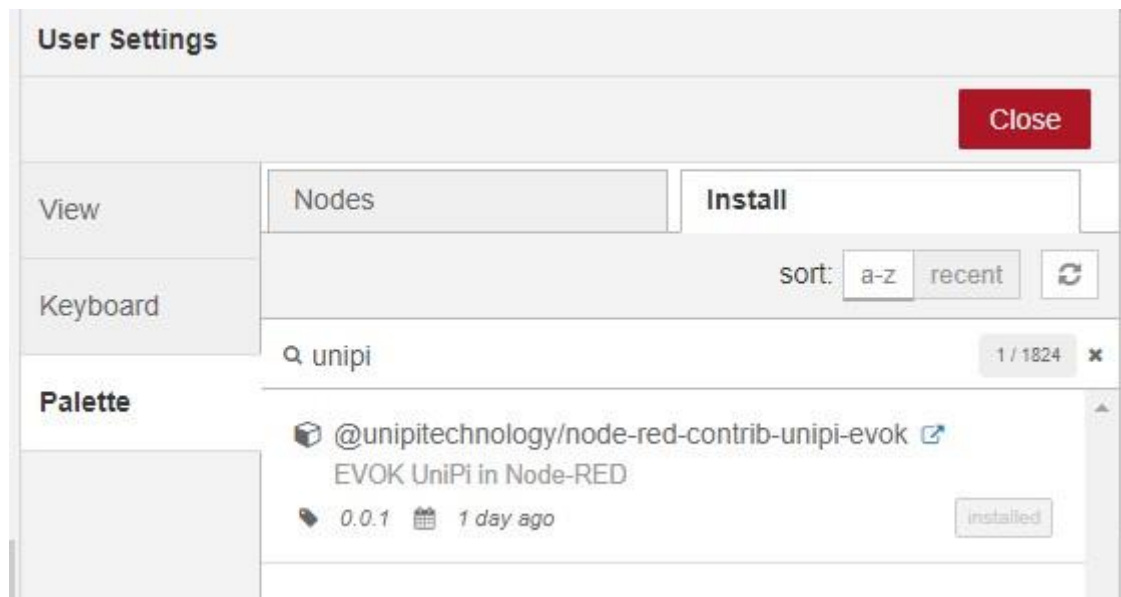 User Settings
Close
View
Nodes
Install
sort: a-z recent
Keyboard
unipi
1 / 1824
Palette
@unipitechnology/node-red-contrib-unipi-evok
EVOK UniPi in Node-RED
0.0.1 1 day ago
installed